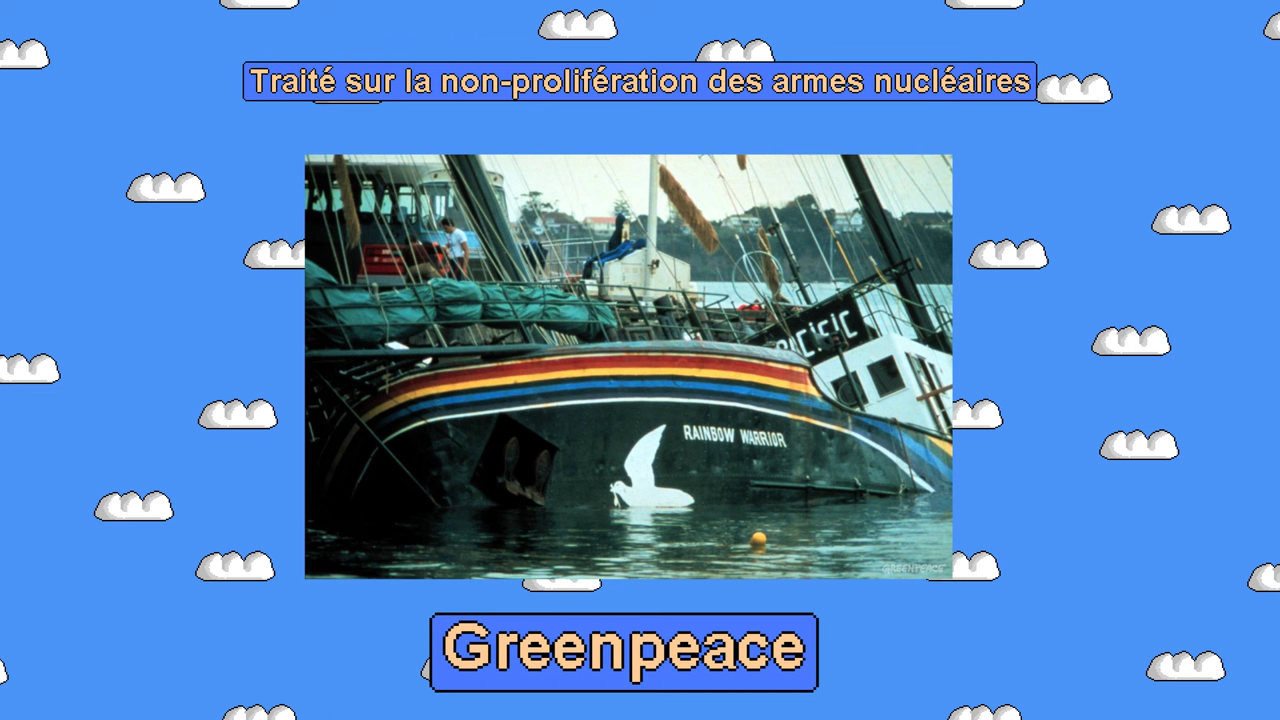 Traité sur la non-prolifération des armes nucléaires
PACIFIC
RAINBOW WARRIOR
GREENPEACE
Greenpeace